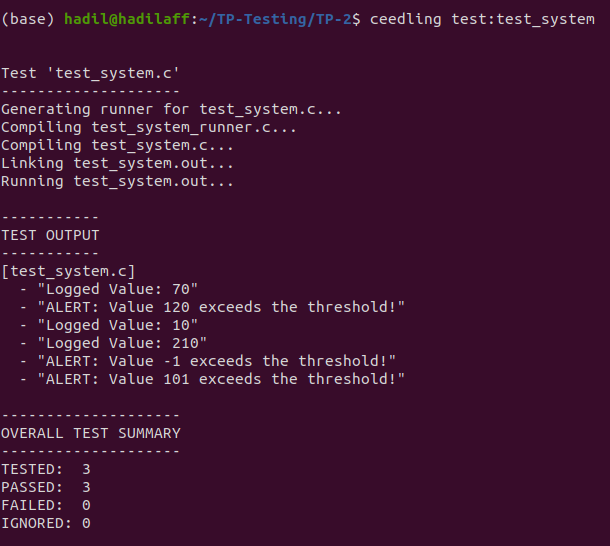 (base) hadil@hadilaff:~/TP-Testing/TP-2$ ceedling test:test_system
Test 'test_system.c'
--------------------
Generating runner for test_system.c...
Compiling test_system_runner.c...
Compiling test_system.c...
Linking test_system.out...
Running test_system.out...
-----------
TEST OUTPUT
-----------
[test_system.c]
  - "Logged Value: 70"
  - "ALERT: Value 120 exceeds the threshold!"
  - "Logged Value: 10"
  - "Logged Value: 210"
  - "ALERT: Value -1 exceeds the threshold!"
  - "ALERT: Value 101 exceeds the threshold!"
--------------------
OVERALL TEST SUMMARY
--------------------
TESTED:  3
PASSED:  3
FAILED:  0
IGNORED: 0